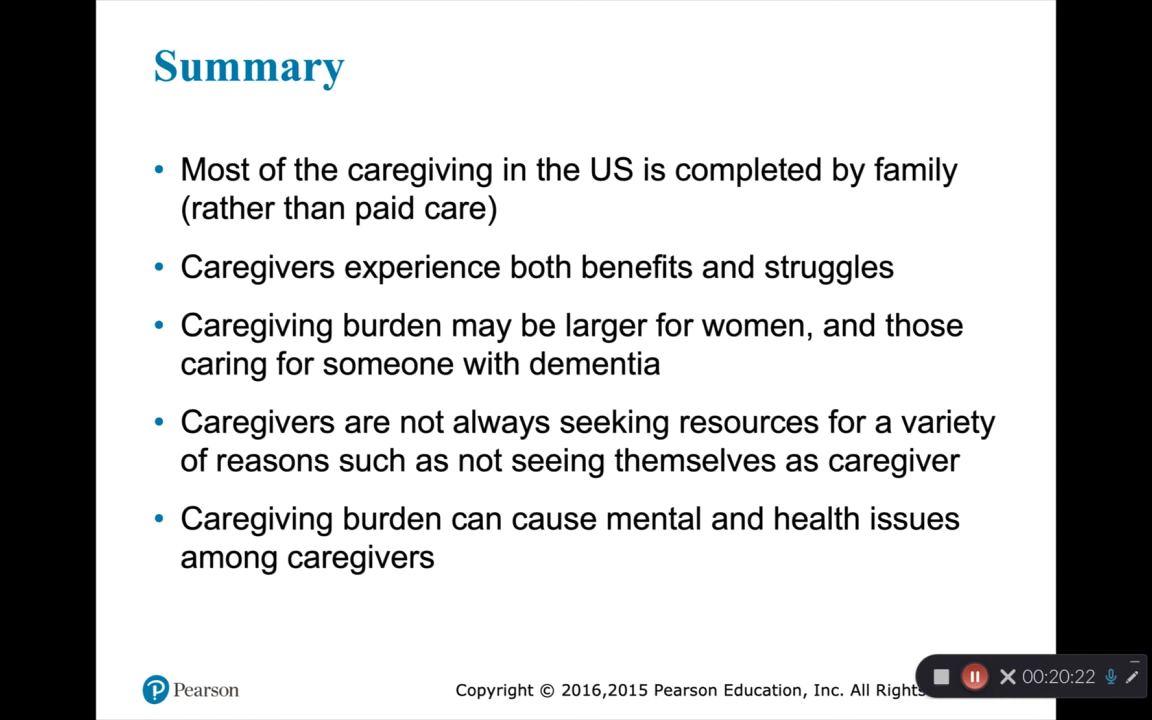 Summary
• Most of the caregiving in the US is completed by family
(rather than paid care)
• Caregivers experience both benefits and struggles
• Caregiving burden may be larger for women, and those
caring for someone with dementia
• Caregivers are not always seeking resources for a variety
of reasons such as not seeing themselves as caregiver
• Caregiving burden can cause mental and health issues
among caregivers
Pearson
Copyright © 2016,2015 Pearson Education, Inc. All Rights
00:20:22